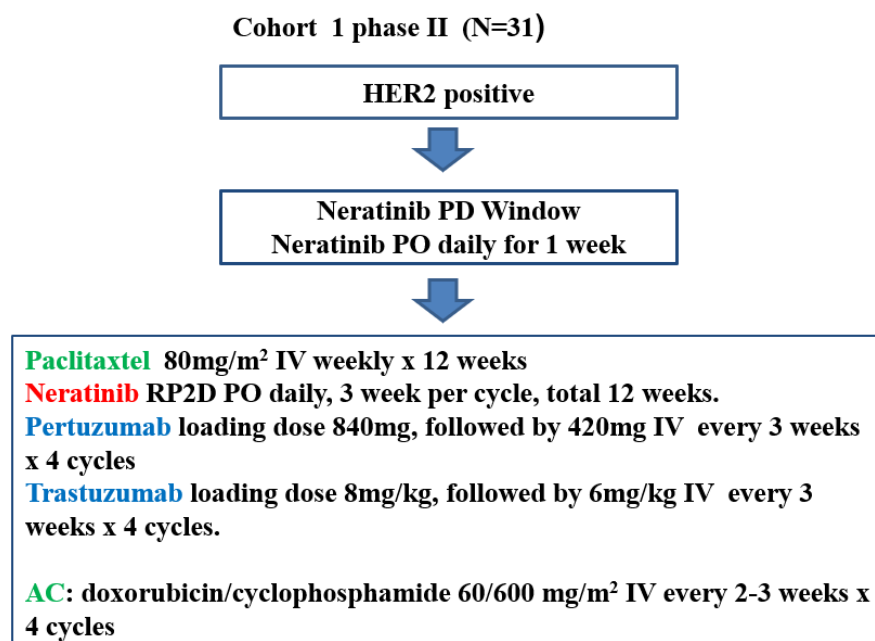 Cohort 1 phase II (N=31)
HER2 positive
Neratinib PD Window
Neratinib PO daily for 1 week
Paclitaxtel 80mg/m² IV weekly x 12 weeks
Neratinib RP2D PO daily, 3 week per cycle, total 12 weeks.
Pertuzumab loading dose 840mg, followed by 420mg IV every 3 weeks
x 4 cycles
Trastuzumab loading dose 8mg/kg, followed by 6mg/kg IV every 3
weeks x 4 cycles.
AC: doxorubicin/cyclophosphamide 60/600 mg/m² IV every 2-3 weeks x
4 cycles